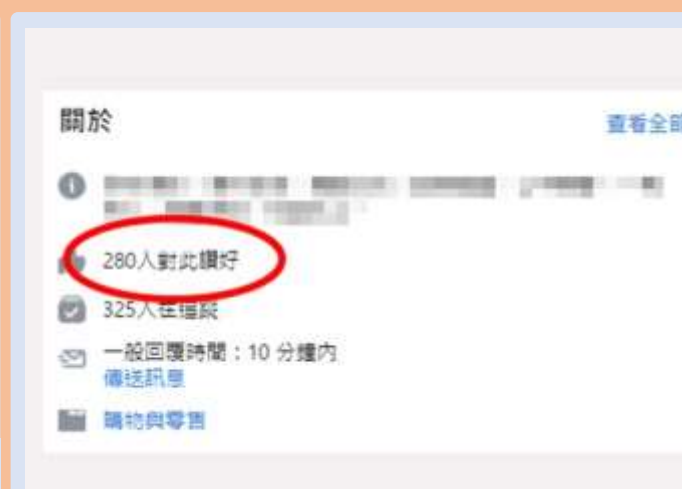 關於
查看全部
280人對此讚好
325人在追蹤
一般回覆時間：10 分鐘內
傳送訊息
購物與零售